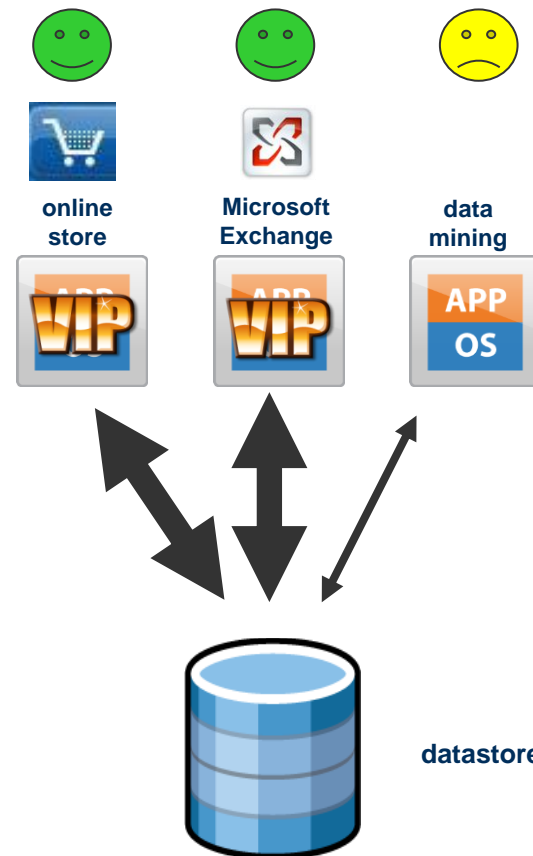 online
store
Microsoft
Exchange
data
mining
VIP
VIP
APP
OS
datastore